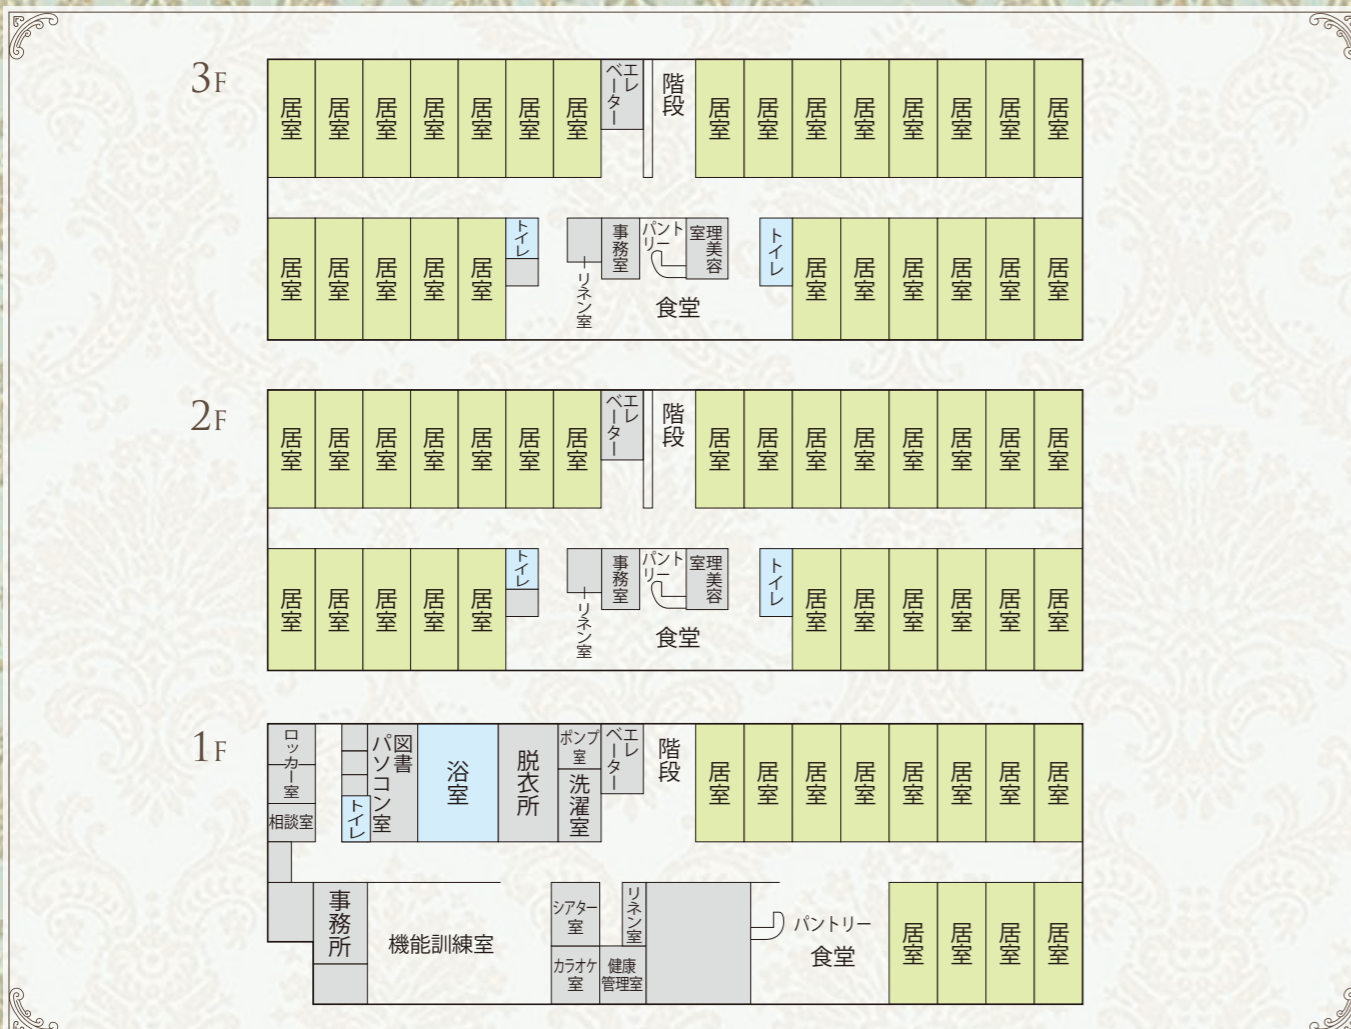 3F
居室
居室
居室
居室
居室
居室
居室
エレベーター
階段
居室
居室
居室
居室
居室
居室
居室
居室
居室
居室
居室
居室
居室
トイレ
リネン室
事務室
パントリー
理美容室
食堂
トイレ
居室
居室
居室
居室
居室
居室
2F
居室
居室
居室
居室
居室
居室
居室
エレベーター
階段
居室
居室
居室
居室
居室
居室
居室
居室
居室
居室
居室
居室
居室
トイレ
リネン室
事務室
パントリー
理美容室
食堂
トイレ
居室
居室
居室
居室
居室
居室
1F
ロッカー室
相談室
トイレ
図書
パソコン室
浴室
脱衣所
ポンプ室
洗濯室
エレベーター
階段
居室
居室
居室
居室
居室
居室
居室
居室
事務所
機能訓練室
シアター室
カラオケ室
リネン室
健康管理室
パントリー
食堂
居室
居室
居室
居室